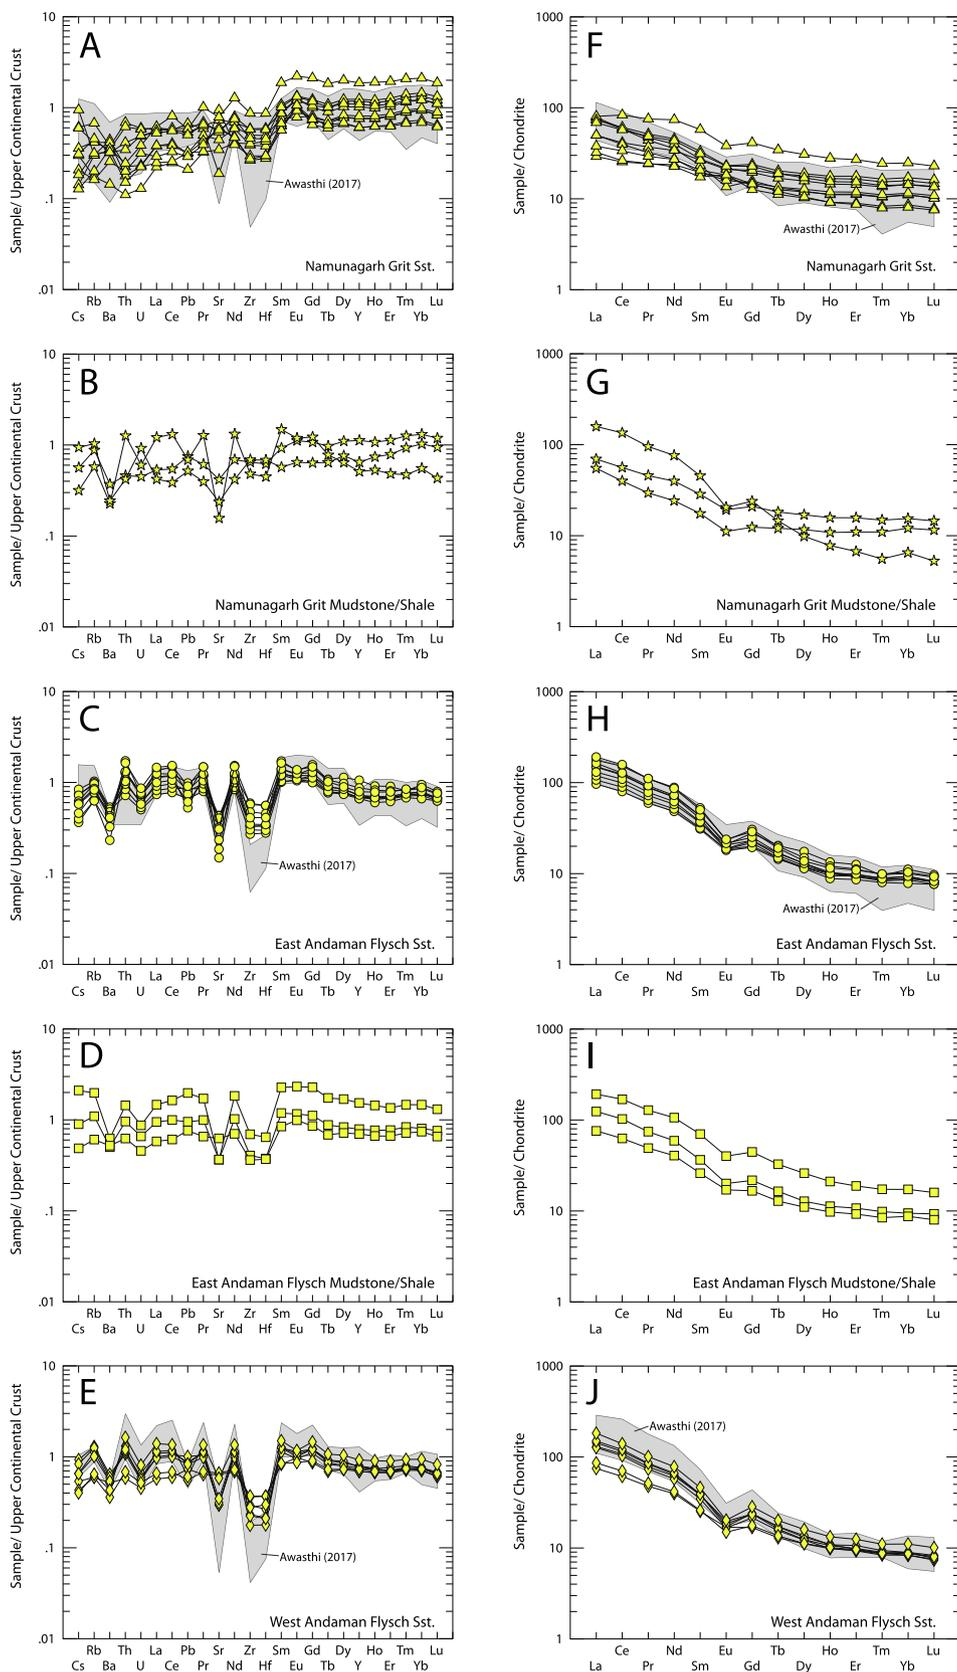 A
Sample/ Upper Continental Crust
10
1
.1
.01
Awasthi (2017)
Namunagarh Grit Sst.
Rb Th La Pb Sr Zr Sm Gd Dy Ho Tm Lu
Cs Ba U Ce Pr Nd Hf Eu Tb Y Er Yb
F
Sample/ Chondrite
1000
100
10
1
Awasthi (2017)
Namunagarh Grit Sst.
Ce Nd Eu Tb Ho Tm Lu
La Pr Sm Gd Dy Er Yb
B
Sample/ Upper Continental Crust
10
1
.1
.01
Namunagarh Grit Mudstone/Shale
Rb Th La Pb Sr Zr Sm Gd Dy Ho Tm Lu
Cs Ba U Ce Pr Nd Hf Eu Tb Y Er Yb
G
Sample/ Chondrite
1000
100
10
1
Namunagarh Grit Mudstone/Shale
Ce Nd Eu Tb Ho Tm Lu
La Pr Sm Gd Dy Er Yb
C
Sample/ Upper Continental Crust
10
1
.1
.01
Awasthi (2017)
East Andaman Flysch Sst.
Rb Th La Pb Sr Zr Sm Gd Dy Ho Tm Lu
Cs Ba U Ce Pr Nd Hf Eu Tb Y Er Yb
H
Sample/ Chondrite
1000
100
10
1
Awasthi (2017)
East Andaman Flysch Sst.
Ce Nd Eu Tb Ho Tm Lu
La Pr Sm Gd Dy Er Yb
D
Sample/ Upper Continental Crust
10
1
.1
.01
East Andaman Flysch Mudstone/Shale
Rb Th La Pb Sr Zr Sm Gd Dy Ho Tm Lu
Cs Ba U Ce Pr Nd Hf Eu Tb Y Er Yb
I
Sample/ Chondrite
1000
100
10
1
East Andaman Flysch Mudstone/Shale
Ce Nd Eu Tb Ho Tm Lu
La Pr Sm Gd Dy Er Yb
E
Sample/ Upper Continental Crust
10
1
.1
.01
Awasthi (2017)
West Andaman Flysch Sst.
Rb Th La Pb Sr Zr Sm Gd Dy Ho Tm Lu
Cs Ba U Ce Pr Nd Hf Eu Tb Y Er Yb
J
Sample/ Chondrite
1000
100
10
1
Awasthi (2017)
West Andaman Flysch Sst.
Ce Nd Eu Tb Ho Tm Lu
La Pr Sm Gd Dy Er Yb